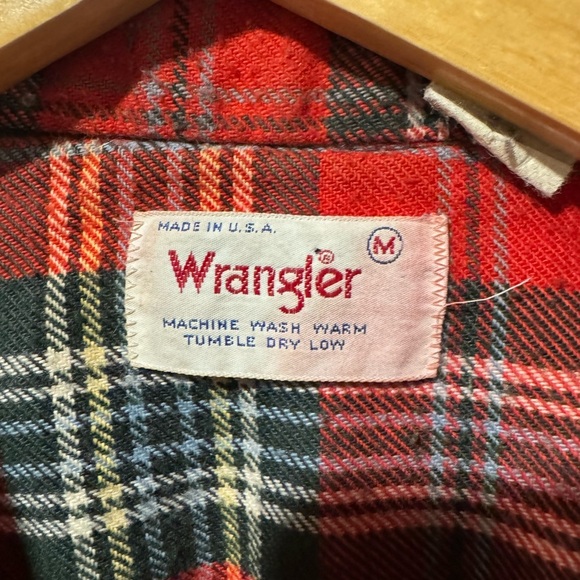 MADE IN U.S.A.
M
Wrangler®
MACHINE WASH WARM
TUMBLE DRY LOW